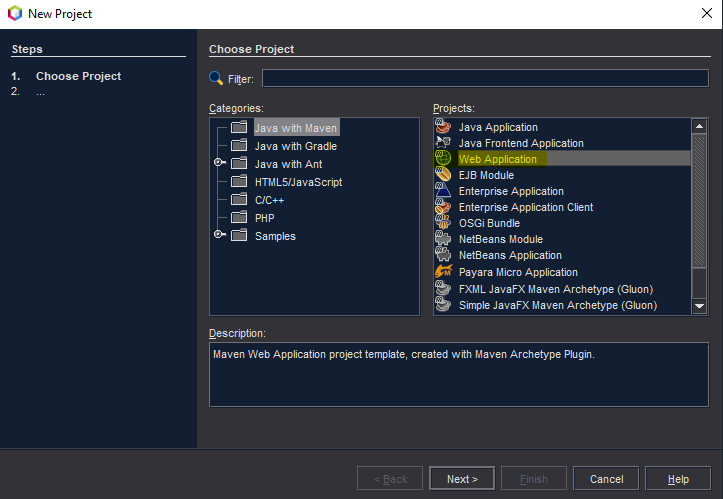 New Project
Steps
1. Choose Project
2. ...
Choose Project
Filter:
Categories:
Java with Maven
Java with Gradle
Java with Ant
HTML5/JavaScript
C/C++
PHP
Samples
Projects:
Java Application
Java Frontend Application
Web Application
EJB Module
Enterprise Application
Enterprise Application Client
OSGi Bundle
NetBeans Module
NetBeans Application
Payara Micro Application
FXML JavaFX Maven Archetype (Gluon)
Simple JavaFX Maven Archetype (Gluon)
Description:
Maven Web Application project template, created with Maven Archetype Plugin.
< Back
Next >
Finish
Cancel
Help